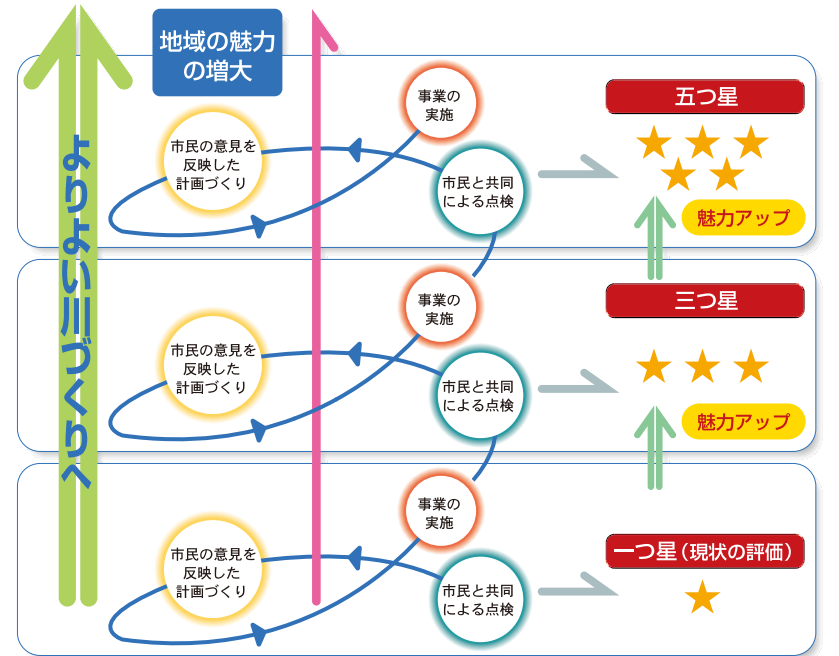 地域の魅力
の増大
よりよい川づくりへ
事業の
実施
市民の意見を
反映した
計画づくり
市民と共同
による点検
五つ星
魅力アップ
事業の
実施
市民の意見を
反映した
計画づくり
市民と共同
による点検
三つ星
魅力アップ
事業の
実施
市民の意見を
反映した
計画づくり
市民と共同
による点検
一つ星（現状の評価）